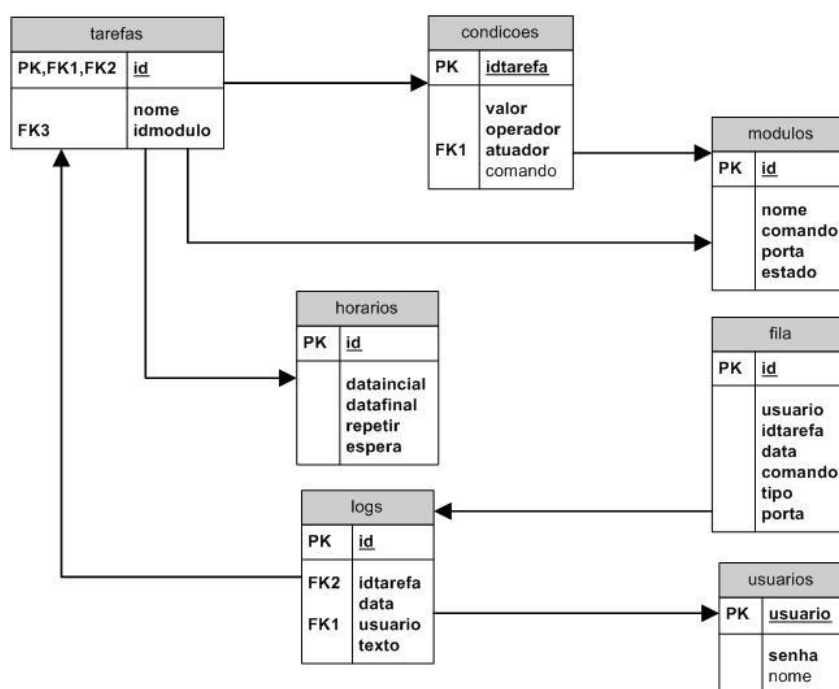 tarefas
PK,FK1,FK2 id
nome
FK3 idmodulo
condicoes
PK idtarefa
valor
operador
FK1 atuador
comando
modulos
PK id
nome
comando
porta
estado
horarios
PK id
dataincial
datafinal
repetir
espera
fila
PK id
usuario
idtarefa
data
comando
tipo
porta
logs
PK id
FK2 idtarefa
data
FK1 usuario
texto
usuarios
PK usuario
senha
nome